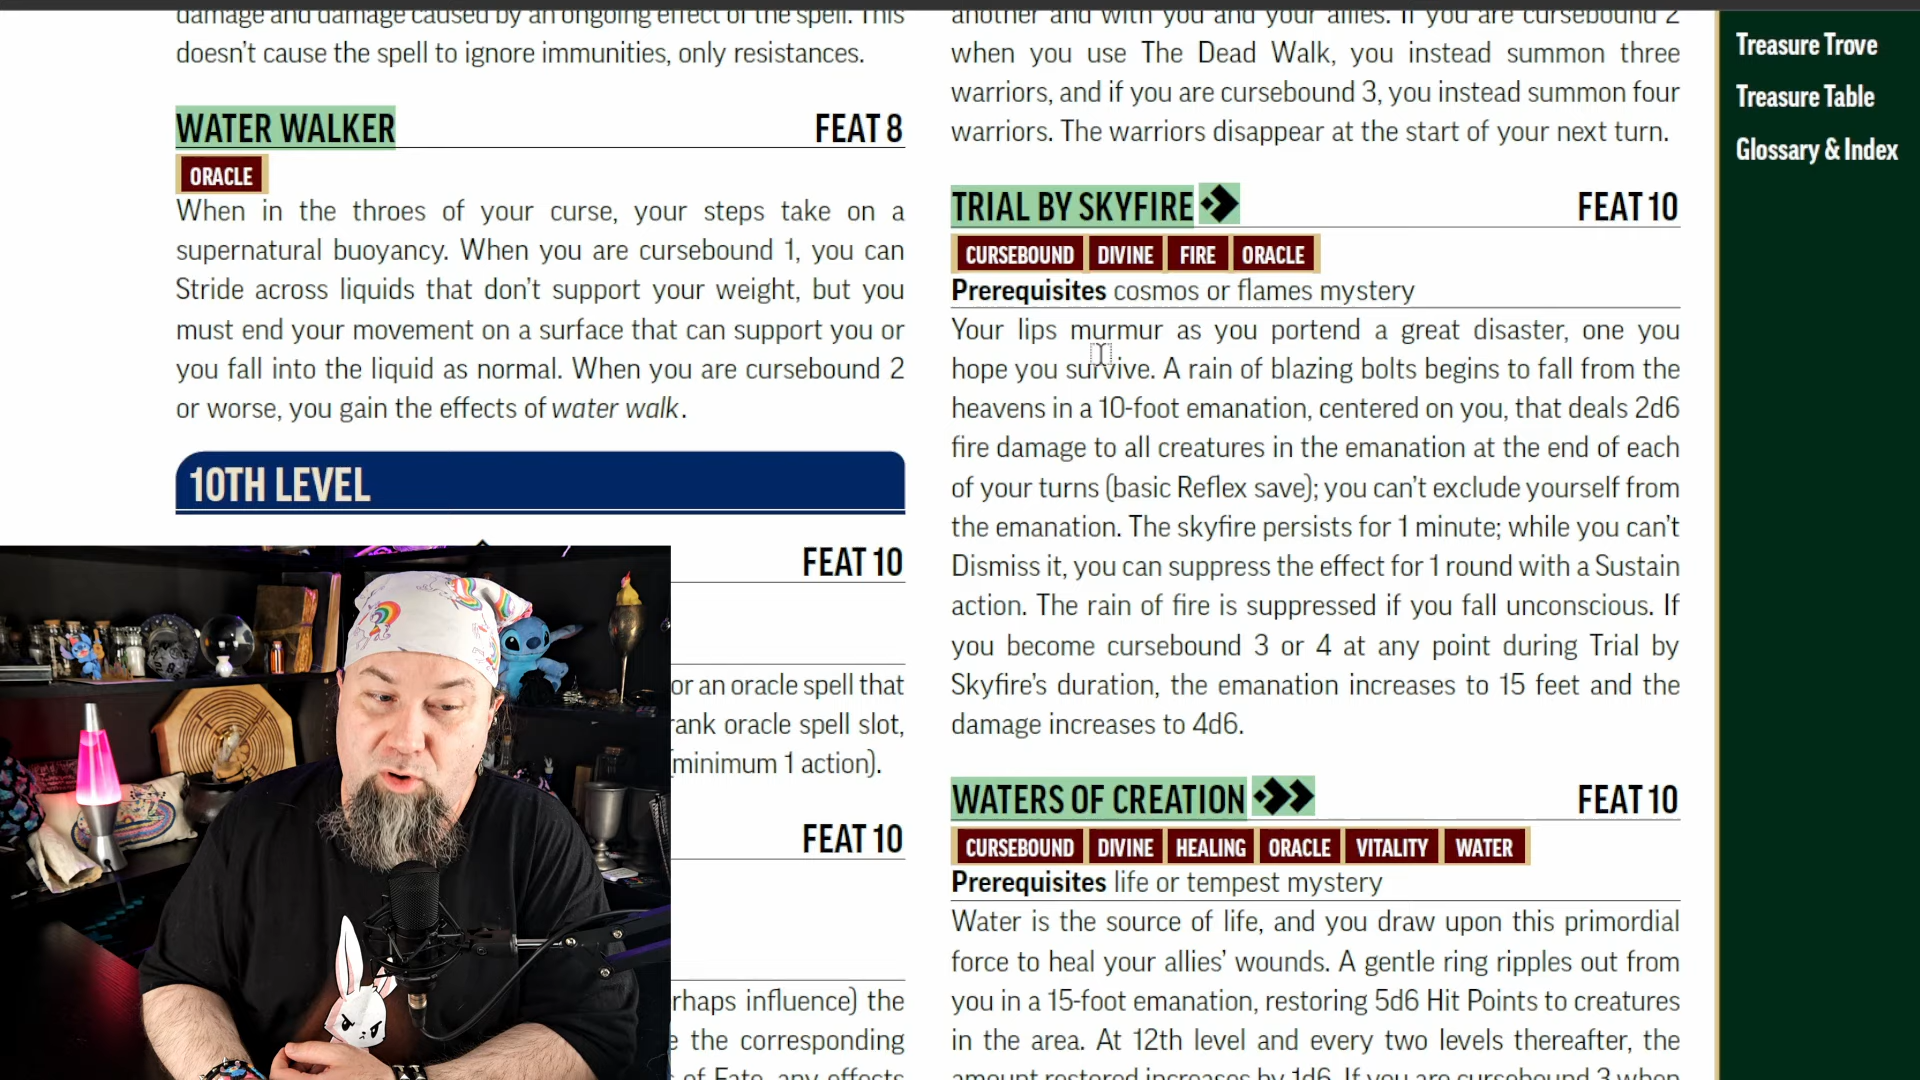 damage and damage caused by an ongoing effect of the spell. This
doesn't cause the spell to ignore immunities, only resistances.
WATER WALKER FEAT 8
ORACLE
When in the throes of your curse, your steps take on a
supernatural buoyancy. When you are cursebound 1, you can
Stride across liquids that don't support your weight, but you
must end your movement on a surface that can support you or
you fall into the liquid as normal. When you are cursebound 2
or worse, you gain the effects of water walk.
10TH LEVEL
FEAT 10
or an oracle spell that
rank oracle spell slot,
(minimum 1 action).
FEAT 10
rhaps influence) the
e the corresponding
s of Fate, any effects
another and with you and your allies. If you are cursebound 2
when you use The Dead Walk, you instead summon three
warriors, and if you are cursebound 3, you instead summon four
warriors. The warriors disappear at the start of your next turn.
TRIAL BY SKYFIRE FEAT 10
CURSEBOUND DIVINE FIRE ORACLE
Prerequisites cosmos or flames mystery
Your lips murmur as you portend a great disaster, one you
hope you survive. A rain of blazing bolts begins to fall from the
heavens in a 10-foot emanation, centered on you, that deals 2d6
fire damage to all creatures in the emanation at the end of each
of your turns (basic Reflex save); you can't exclude yourself from
the emanation. The skyfire persists for 1 minute; while you can't
Dismiss it, you can suppress the effect for 1 round with a Sustain
action. The rain of fire is suppressed if you fall unconscious. If
you become cursebound 3 or 4 at any point during Trial by
Skyfire's duration, the emanation increases to 15 feet and the
damage increases to 4d6.
WATERS OF CREATION FEAT 10
CURSEBOUND DIVINE HEALING ORACLE VITALITY WATER
Prerequisites life or tempest mystery
Water is the source of life, and you draw upon this primordial
force to heal your allies' wounds. A gentle ring ripples out from
you in a 15-foot emanation, restoring 5d6 Hit Points to creatures
in the area. At 12th level and every two levels thereafter, the
amount restored increases by 1d6. If you are cursebound 3 when
Treasure Trove
Treasure Table
Glossary & Index